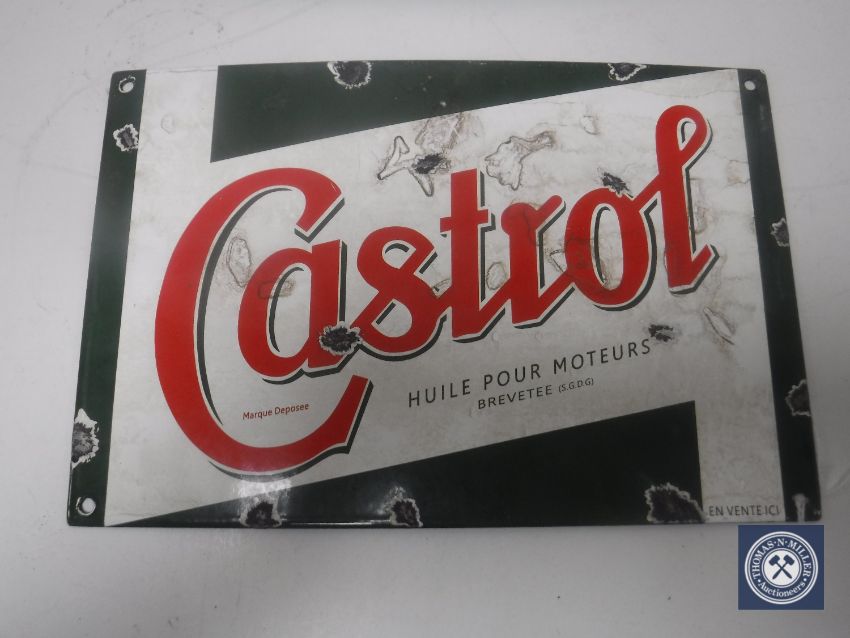 Castrol
HUILE POUR MOTEURS
BREVETEE (S.G.D.G)
Marque Deposee
EN VENTE ICI
THOMAS·N·MILLER
Auctioneers